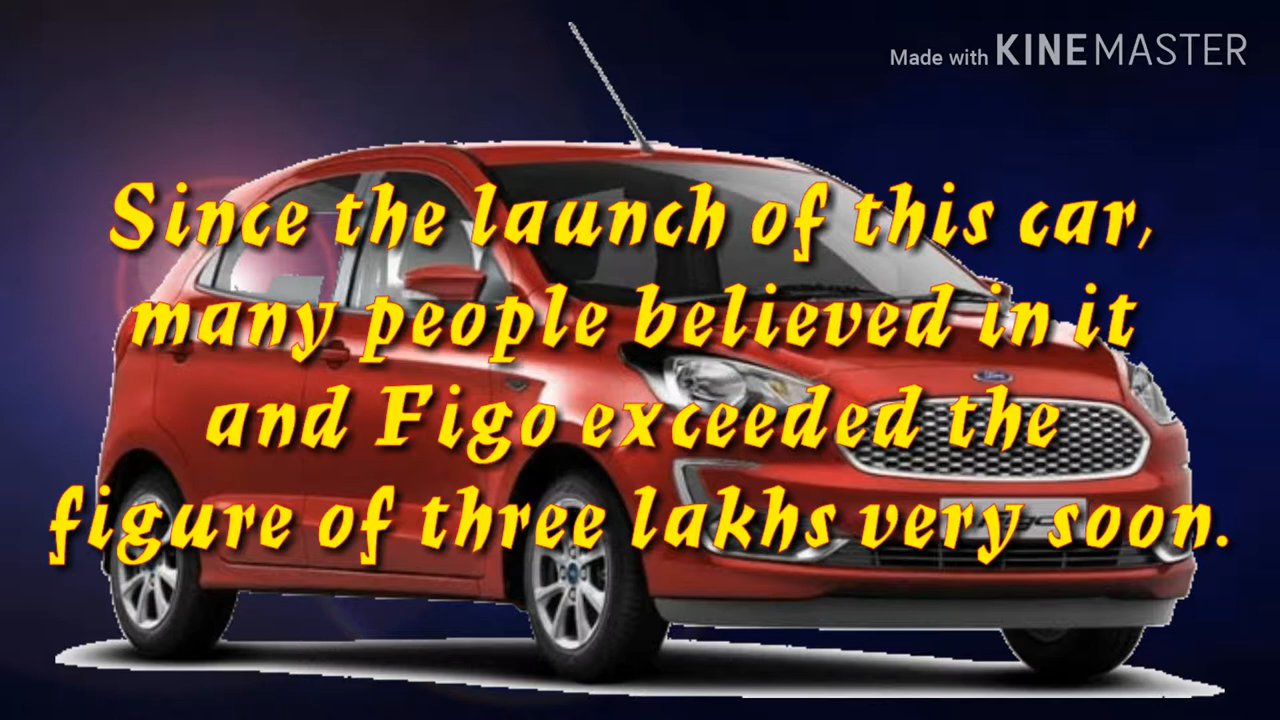 Made with KINEMASTER
Since the launch of this car,
many people believed in it
and Figo exceeded the
figure of three lakhs very soon.
Ford